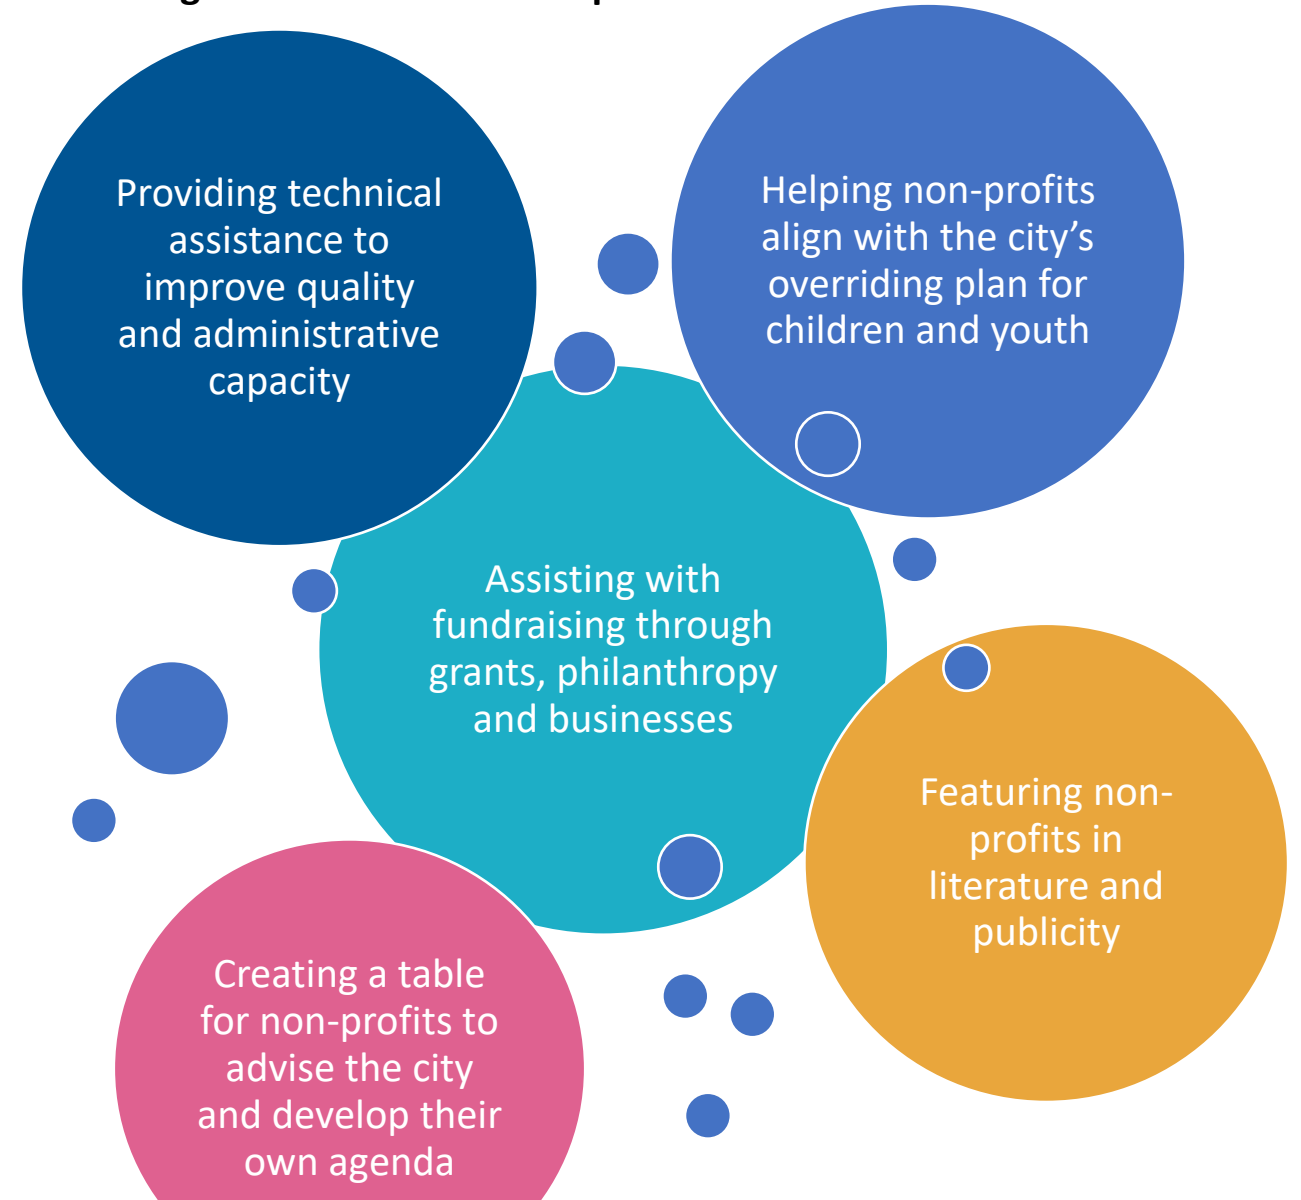 Providing technical
assistance to
improve quality
and administrative
capacity
Helping non-profits
align with the city’s
overriding plan for
children and youth
Assisting with
fundraising through
grants, philanthropy
and businesses
Featuring non-
profits in
literature and
publicity
Creating a table
for non-profits to
advise the city
and develop their
own agenda